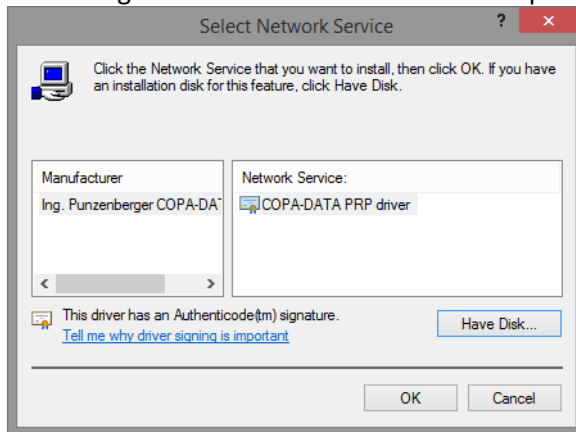 Select Network Service
?
×
Click the Network Service that you want to install, then click OK. If you have
an installation disk for this feature, click Have Disk.
Manufacturer
Network Service:
Ing. Punzenberger COPA-DA
COPA-DATA PRP driver
<
>
This driver has an Authenticode(tm) signature.
Have Disk...
Tell me why driver signing is important
OK
Cancel